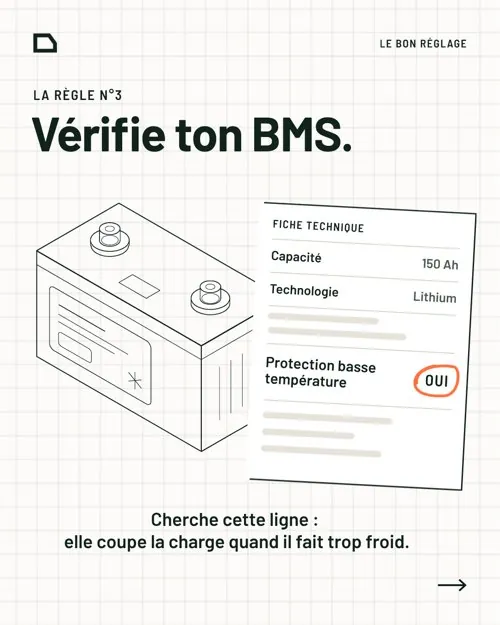 LE BON RÉGLAGE
LA RÈGLE N°3
Vérifie ton BMS.
FICHE TECHNIQUE
Capacité 150 Ah
Technologie Lithium
Protection basse
température OUI
Cherche cette ligne :
elle coupe la charge quand il fait trop froid.